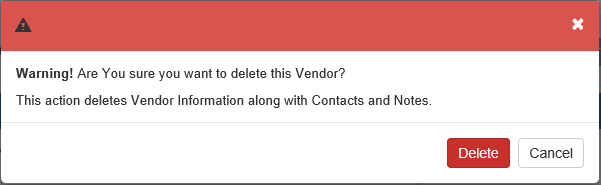 Warning! Are You sure you want to delete this Vendor?
This action deletes Vendor Information along with Contacts and Notes.
Delete Cancel